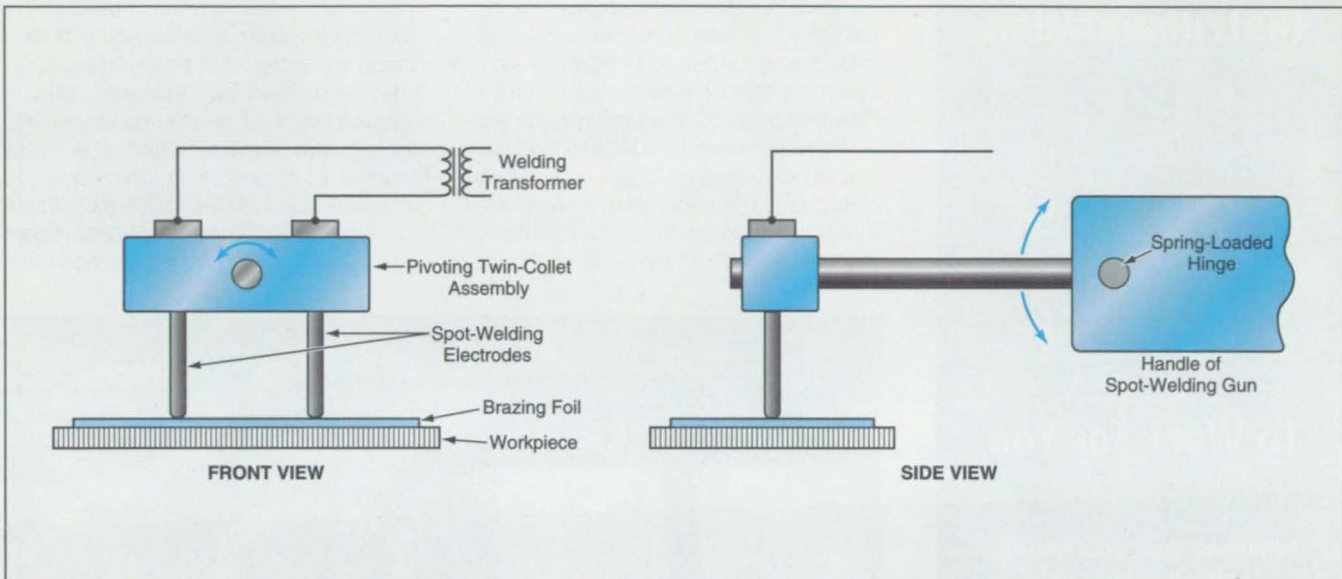 Welding
Transformer
Pivoting Twin-Collet
Assembly
Spot-Welding
Electrodes
Brazing Foil
Workpiece
FRONT VIEW
Spring-Loaded
Hinge
Handle of
Spot-Welding Gun
SIDE VIEW